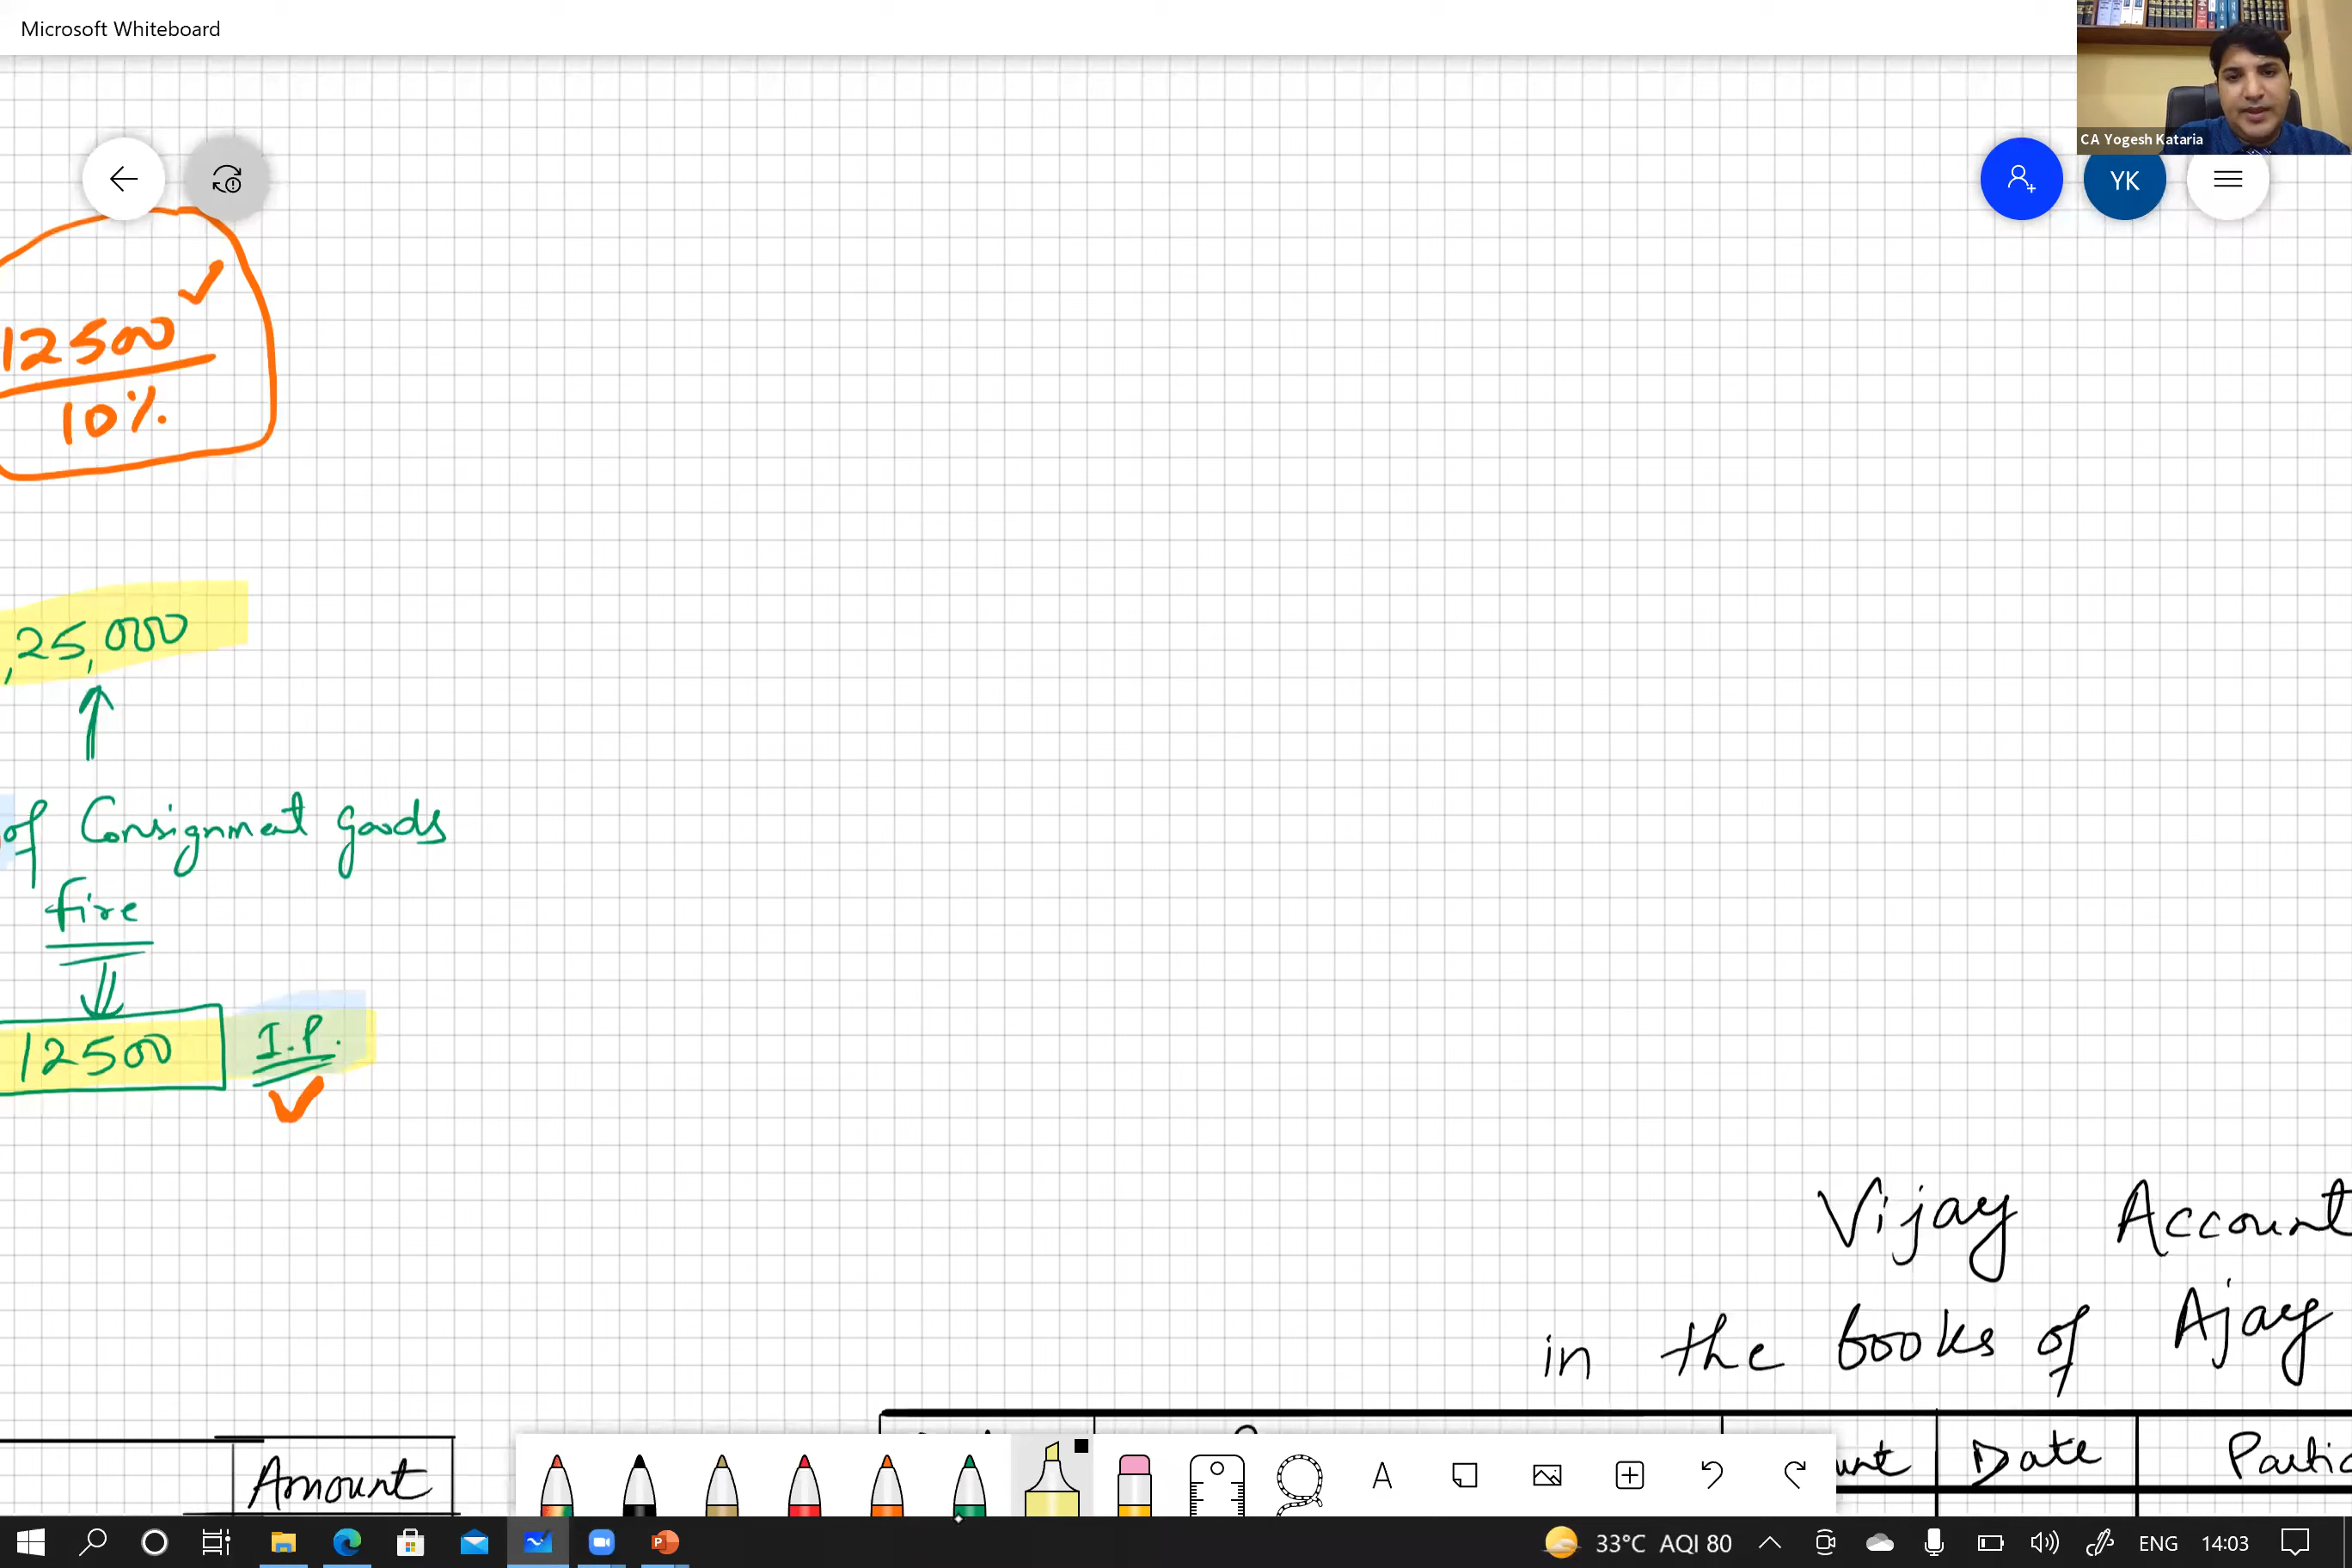 Microsoft Whiteboard
CA Yogesh Kataria
YK
12500
10%
,25,000
of Consignment goods
fire
12500 I.P.
Vijay Account
in the books of Ajay
Amount
Date
A
33°C AQI 80
ENG
14:03